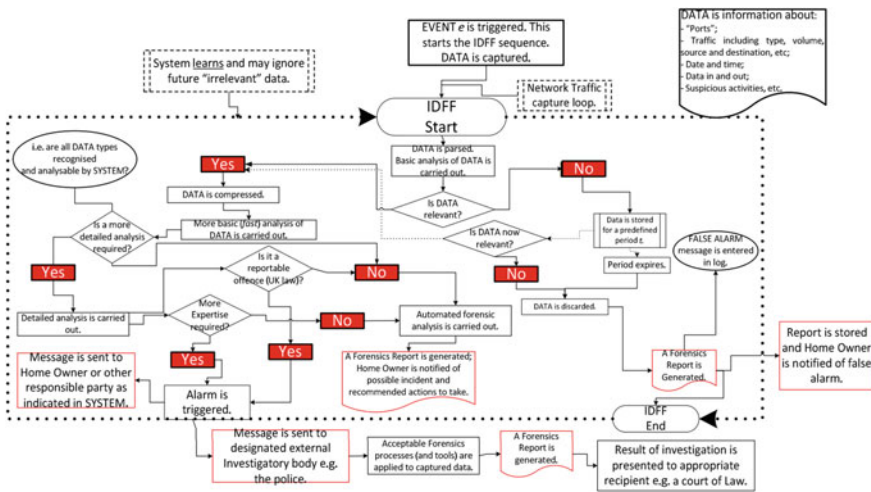 EVENT e is triggered. This
starts the IDFF sequence.
DATA is captured.
DATA is information about:
- "Ports";
- Traffic including type, volume,
source and destination, etc;
- Date and time;
- Data in and out;
- Suspicious activities, etc.
System learns and may ignore
future "irrelevant" data.
Network Traffic
capture loop.
IDFF
Start
i.e. are all DATA types
recognised
and analysable by SYSTEM?
Yes
DATA is parsed.
Basic analysis of DATA is
carried out.
No
DATA is compressed.
Is DATA
relevant?
More basic (fast) analysis of
DATA is carried out.
Is DATA now
relevant?
Data is stored
for a predefined
period t.
Is a more
detailed analysis
required?
FALSE ALARM
message is entered
in log.
Yes
Is it a
reportable
offence (UK law)?
No
No
Period expires.
Detailed analysis is carried
out.
More
Expertise
required?
No
Automated forensic
analysis is carried out.
DATA is discarded.
Yes
Yes
Message is sent to
Home Owner or other
responsible party as
indicated in SYSTEM.
A Forensics Report is generated;
Home Owner is notified of
possible incident and
recommended actions to take.
A Forensics
Report is
Generated.
Report is stored
and Home Owner
is notified of false
alarm.
Alarm is
triggered.
IDFF
End
Message is sent to
designated external
Investigatory body e.g.
the police.
Acceptable Forensics
processes (and tools) are
applied to captured data.
A Forensics
Report is
generated.
Result of investigation is
presented to appropriate
recipient e.g. a court of Law.